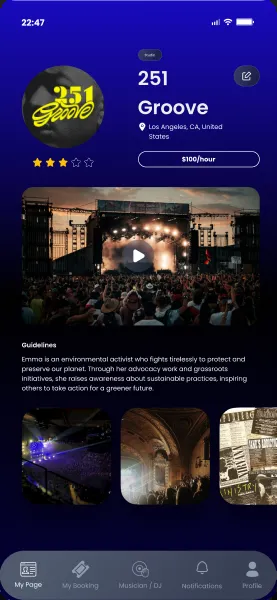 22:47
Studio
251
Groove
251
Groove
Los Angeles, CA, United
States
$100/hour
Guidelines
Emma is an environmental activist who fights tirelessly to protect and
preserve our planet. Through her advocacy work and grassroots
initiatives, she raises awareness about sustainable practices, inspiring
others to take action for a greener future.
My Page
My Booking
Musician / DJ
Notifications
Profile